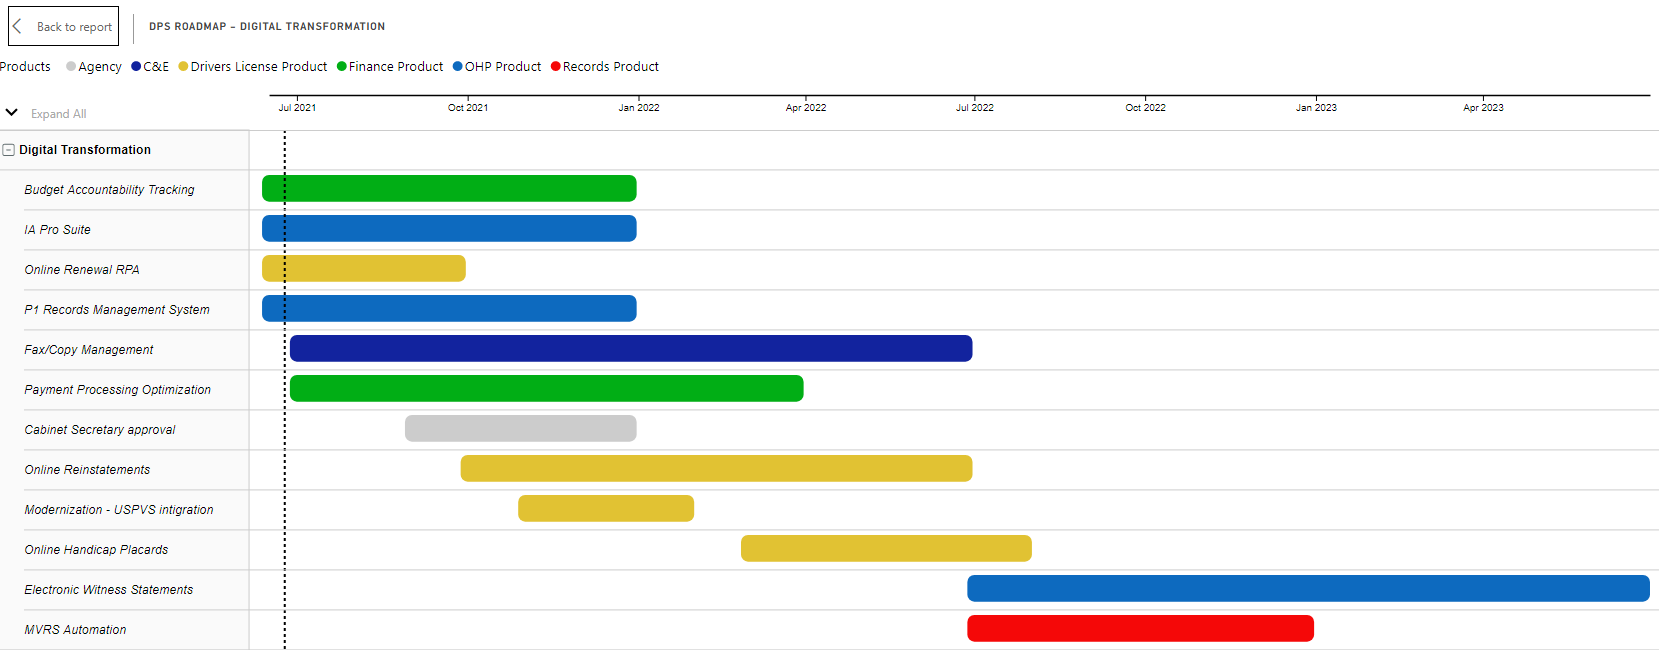 Back to report
DPS ROADMAP - DIGITAL TRANSFORMATION
Products Agency C&E Drivers License Product Finance Product OHP Product Records Product
Jul 2021 Oct 2021 Jan 2022 Apr 2022 Jul 2022 Oct 2022 Jan 2023 Apr 2023
Expand All
Digital Transformation
Budget Accountability Tracking
IA Pro Suite
Online Renewal RPA
P1 Records Management System
Fax/Copy Management
Payment Processing Optimization
Cabinet Secretary approval
Online Reinstatements
Modernization - USPVS intigration
Online Handicap Placards
Electronic Witness Statements
MVRS Automation